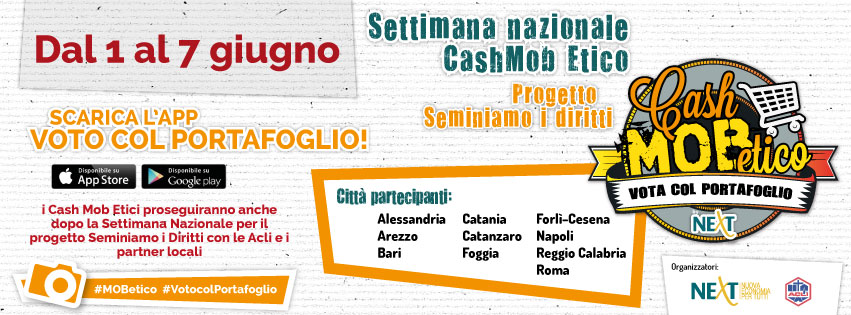 Dal 1 al 7 giugno
Settimana nazionale
CashMob Etico
Progetto
Seminiamo i diritti
SCARICA L'APP
VOTO COL PORTAFOGLIO!
Disponibile su
App Store
Disponibile su
Google play
i Cash Mob Etici proseguiranno anche
dopo la Settimana Nazionale per il
progetto Seminiamo i Diritti con le Acli e i
partner locali
#MOBetico #VotocolPortafoglio
Città partecipanti:
Alessandria
Arezzo
Bari
Catania
Catanzaro
Foggia
Forlì-Cesena
Napoli
Reggio Calabria
Roma
Cash
MOBetico
VOTA COL PORTAFOGLIO
NEXT
Organizzatori:
NEXT
NUOVA
ECONOMIA
PER TUTTI
ACLI